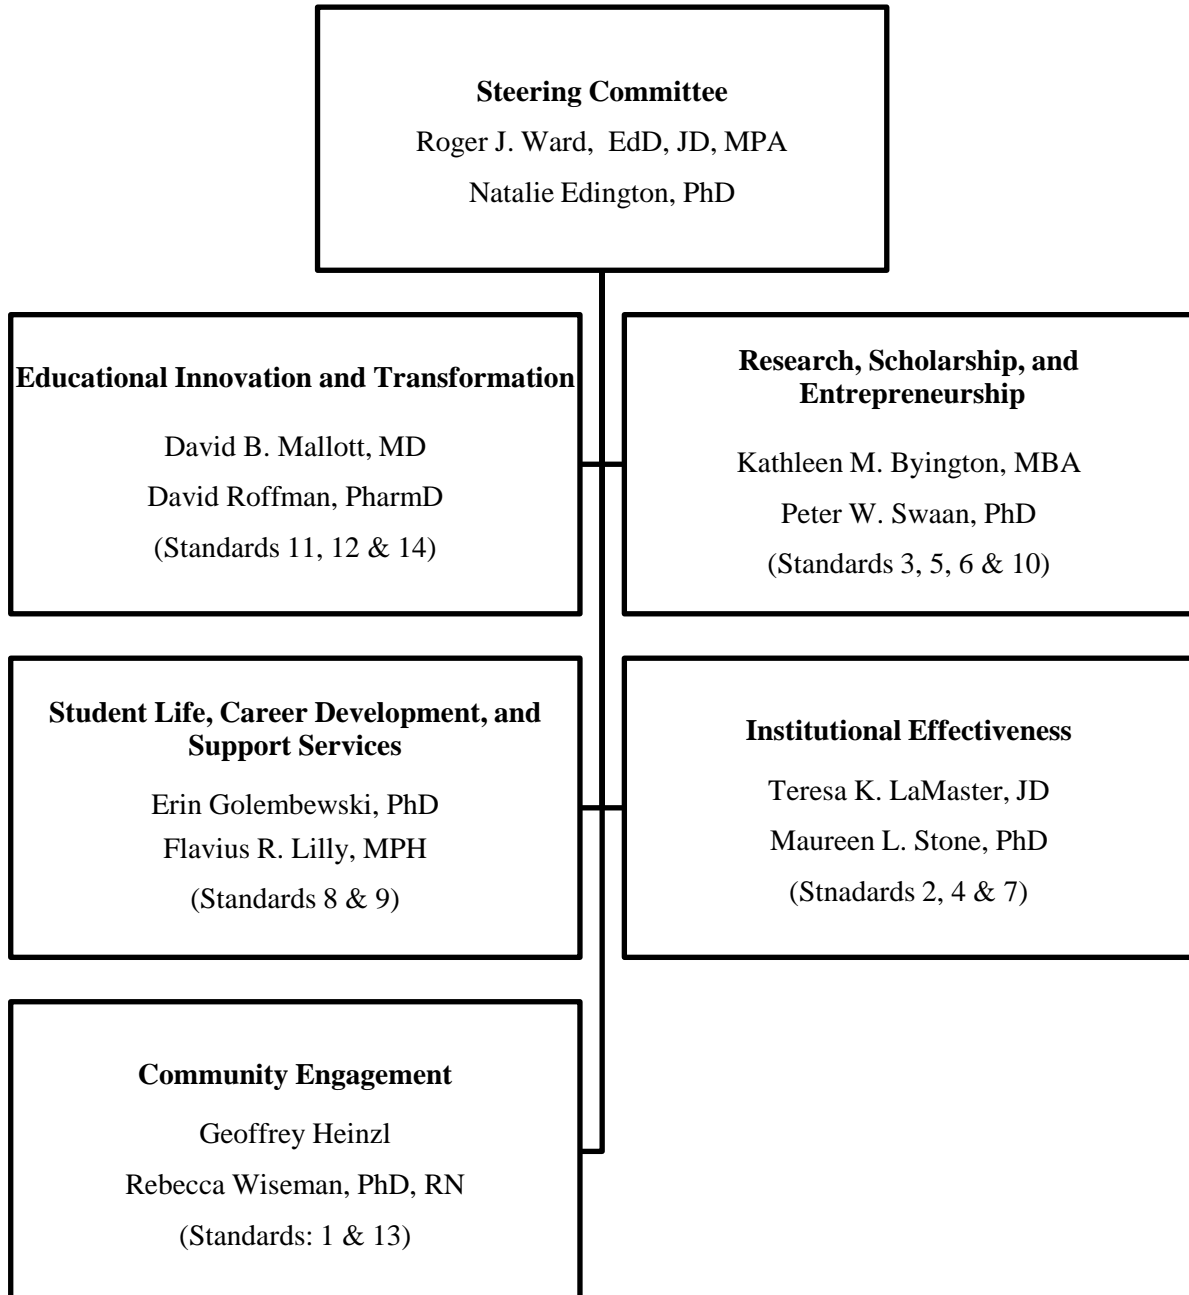 Steering Committee
Roger J. Ward, EdD, JD, MPA
Natalie Edington, PhD
Educational Innovation and Transformation
David B. Mallott, MD
David Roffman, PharmD
(Standards 11, 12 & 14)
Research, Scholarship, and
Entrepreneurship
Kathleen M. Byington, MBA
Peter W. Swaan, PhD
(Standards 3, 5, 6 & 10)
Student Life, Career Development, and
Support Services
Erin Golembewski, PhD
Flavius R. Lilly, MPH
(Standards 8 & 9)
Institutional Effectiveness
Teresa K. LaMaster, JD
Maureen L. Stone, PhD
(Stnadards 2, 4 & 7)
Community Engagement
Geoffrey Heinzl
Rebecca Wiseman, PhD, RN
(Standards: 1 & 13)